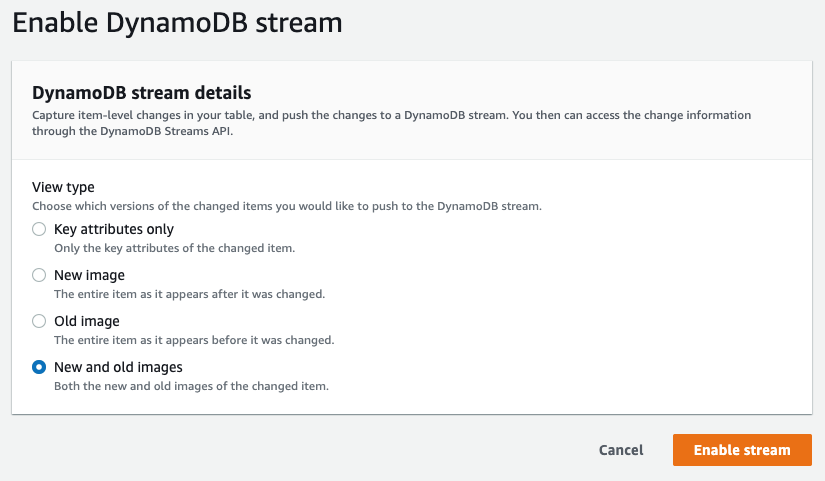 Enable DynamoDB stream
DynamoDB stream details
Capture item-level changes in your table, and push the changes to a DynamoDB stream. You then can access the change information
through the DynamoDB Streams API.
View type
Choose which versions of the changed items you would like to push to the DynamoDB stream.
Key attributes only
Only the key attributes of the changed item.
New image
The entire item as it appears after it was changed.
Old image
The entire item as it appears before it was changed.
New and old images
Both the new and old images of the changed item.
Cancel
Enable stream